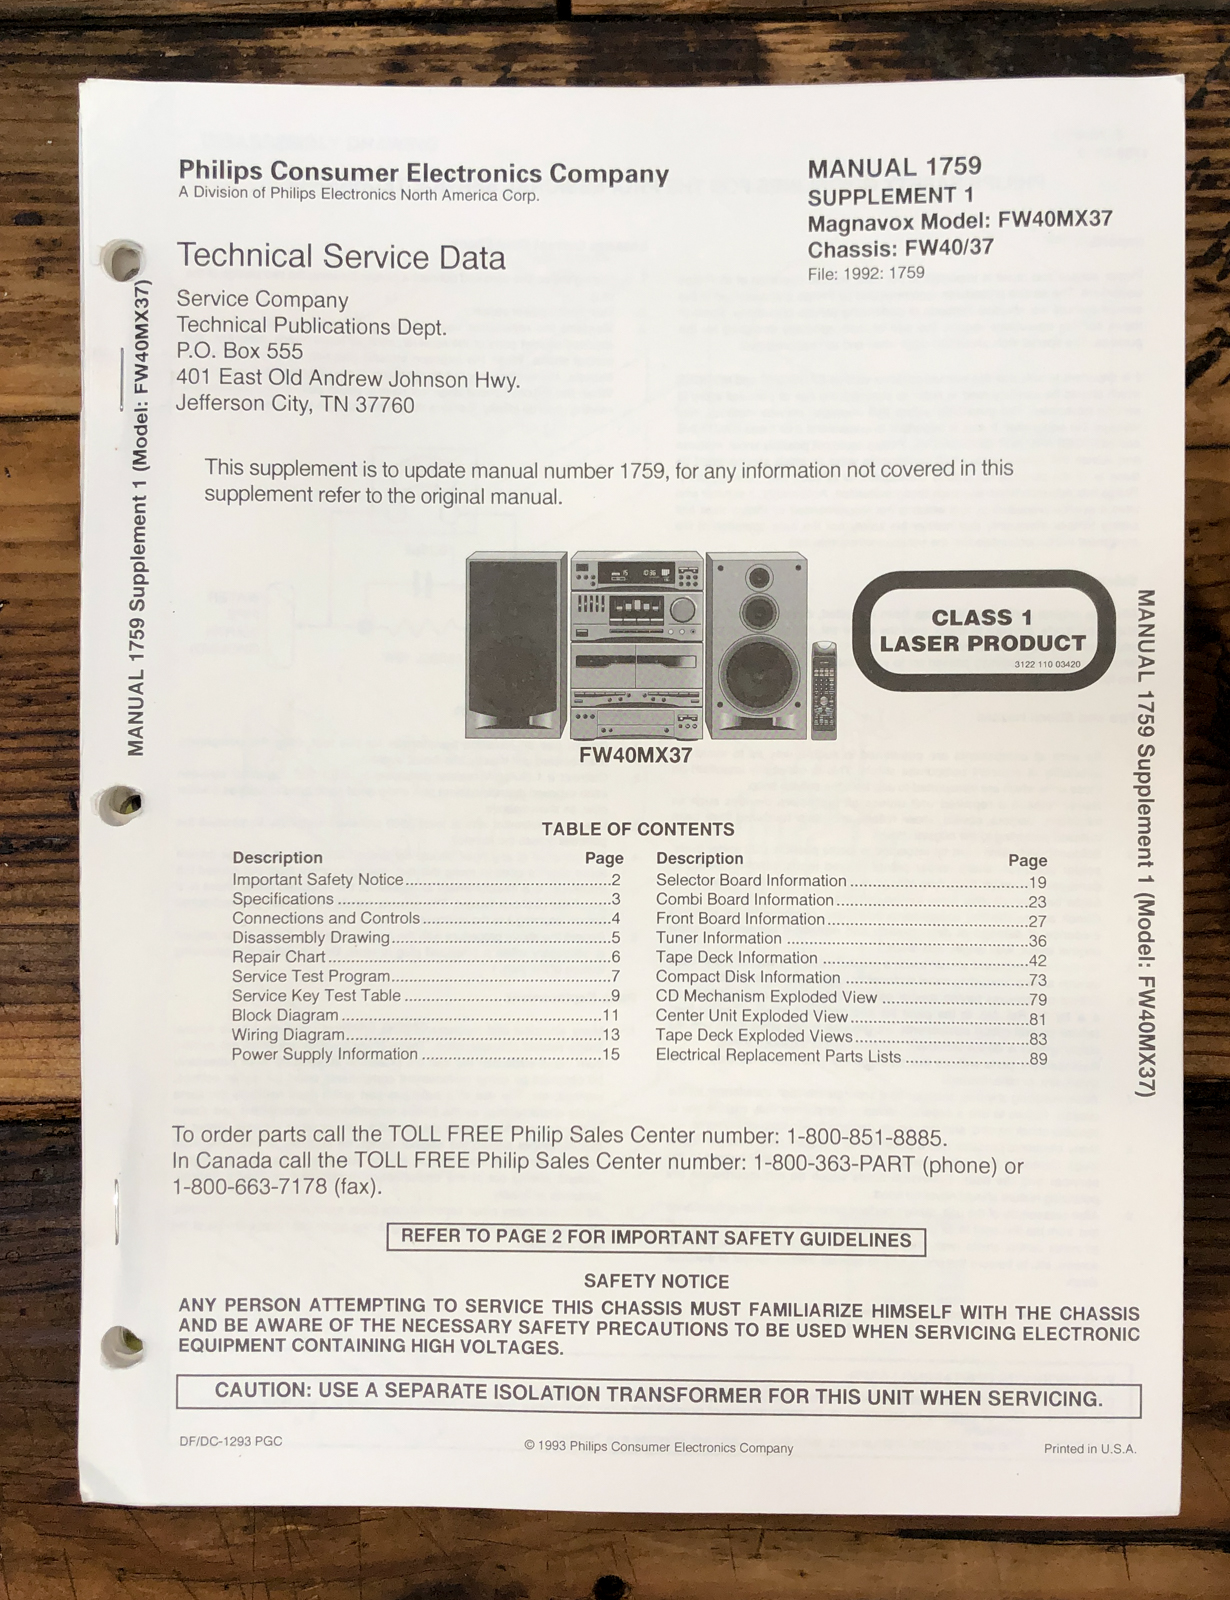 Philips Consumer Electronics Company
A Division of Philips Electronics North America Corp.
MANUAL 1759
SUPPLEMENT 1
Magnavox Model: FW40MX37
Chassis: FW40/37
File: 1992: 1759
Technical Service Data
Service Company
Technical Publications Dept.
P.O. Box 555
401 East Old Andrew Johnson Hwy.
Jefferson City, TN 37760
MANUAL 1759 Supplement 1 (Model: FW40MX37)
This supplement is to update manual number 1759, for any information not covered in this
supplement refer to the original manual.
CLASS 1
LASER PRODUCT
3122 110 03420
FW40MX37
MANUAL 1759 Supplement 1 (Model: FW40MX37)
TABLE OF CONTENTS
Description Page
Important Safety Notice 2
Specifications 3
Connections and Controls 4
Disassembly Drawing 5
Repair Chart 6
Service Test Program 7
Service Key Test Table 9
Block Diagram 11
Wiring Diagram 13
Power Supply Information 15
Description Page
Selector Board Information 19
Combi Board Information 23
Front Board Information 27
Tuner Information 36
Tape Deck Information 42
Compact Disk Information 73
CD Mechanism Exploded View 79
Center Unit Exploded View 81
Tape Deck Exploded Views 83
Electrical Replacement Parts Lists 89
To order parts call the TOLL FREE Philip Sales Center number: 1-800-851-8885.
In Canada call the TOLL FREE Philip Sales Center number: 1-800-363-PART (phone) or
1-800-663-7178 (fax).
REFER TO PAGE 2 FOR IMPORTANT SAFETY GUIDELINES
SAFETY NOTICE
ANY PERSON ATTEMPTING TO SERVICE THIS CHASSIS MUST FAMILIARIZE HIMSELF WITH THE CHASSIS
AND BE AWARE OF THE NECESSARY SAFETY PRECAUTIONS TO BE USED WHEN SERVICING ELECTRONIC
EQUIPMENT CONTAINING HIGH VOLTAGES.
CAUTION: USE A SEPARATE ISOLATION TRANSFORMER FOR THIS UNIT WHEN SERVICING.
DF/DC-1293 PGC
© 1993 Philips Consumer Electronics Company
Printed in U.S.A.